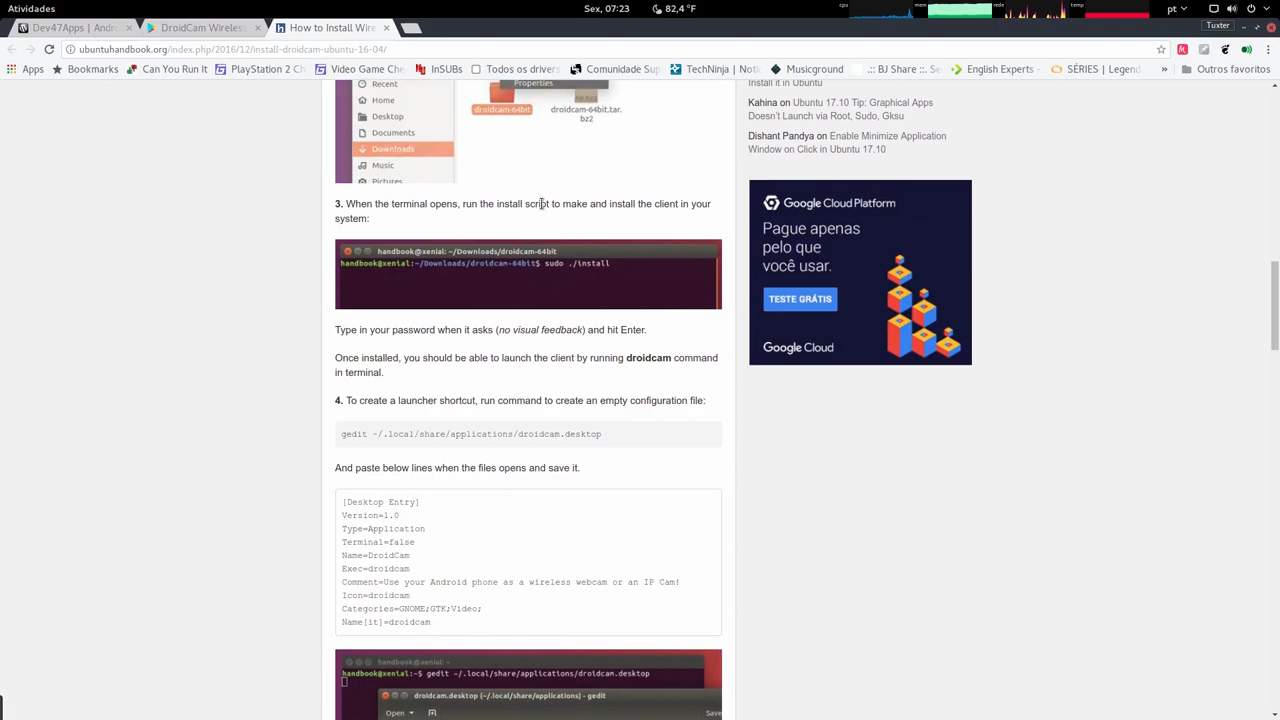 Atividades
Sex, 07:23
82,4 °F
cpu
mem
rede
temp
pt
Dev47Apps | Andro
DroidCam Wireless
How to Install Wire
Tuxter
ubuntuhandbook.org/index.php/2016/12/install-droidcam-ubuntu-16-04/
Apps
Bookmarks
Can You Run It
PlayStation 2 Ch
Video Game Che
InSUBs
Todos os drivers
Comunidade Sup
TechNinja | Notí
Musicground
.:: BJ Share ::. Se
English Experts -
SÉRIES | Legend
»
Outros favoritos
Recent
Home
Desktop
Documents
Downloads
Music
Pictures
Properties
droidcam-64bit
droidcam-64bit.tar.
bz2
3. When the terminal opens, run the install script to make and install the client in your
system:
handbook@xenial: ~/Downloads/droidcam-64bit
handbook@xenial:~/Downloads/droidcam-64bit$ sudo ./install
Type in your password when it asks (no visual feedback) and hit Enter.
Once installed, you should be able to launch the client by running droidcam command
in terminal.
4. To create a launcher shortcut, run command to create an empty configuration file:
gedit ~/.local/share/applications/droidcam.desktop
And paste below lines when the files opens and save it.
[Desktop Entry]
Version=1.0
Type=Application
Terminal=false
Name=DroidCam
Exec=droidcam
Comment=Use your Android phone as a wireless webcam or an IP Cam!
Icon=droidcam
Categories=GNOME;GTK;Video;
Name[it]=droidcam
handbook@xenial: ~
handbook@xenial:~$ gedit ~/.local/share/applications/droidcam.desktop
droidcam.desktop (~/.local/share/applications) - gedit
Open
Save
Install it in Ubuntu
Kahina on Ubuntu 17.10 Tip: Graphical Apps
Doesn't Launch via Root, Sudo, Gksu
Dishant Pandya on Enable Minimize Application
Window on Click in Ubuntu 17.10
Google Cloud Platform
Pague apenas
pelo que
você usar.
TESTE GRÁTIS
Google Cloud